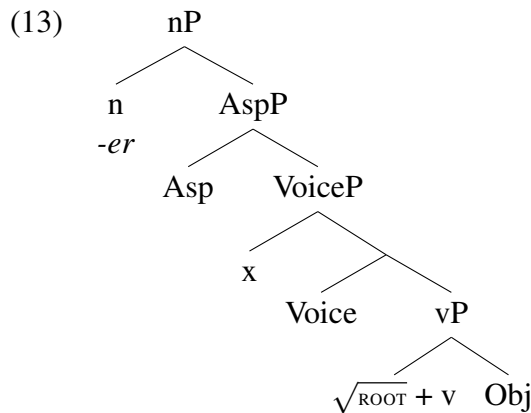 (13) nP
n AspP
-er
Asp VoiceP
x
Voice vP
√ROOT + v Obj